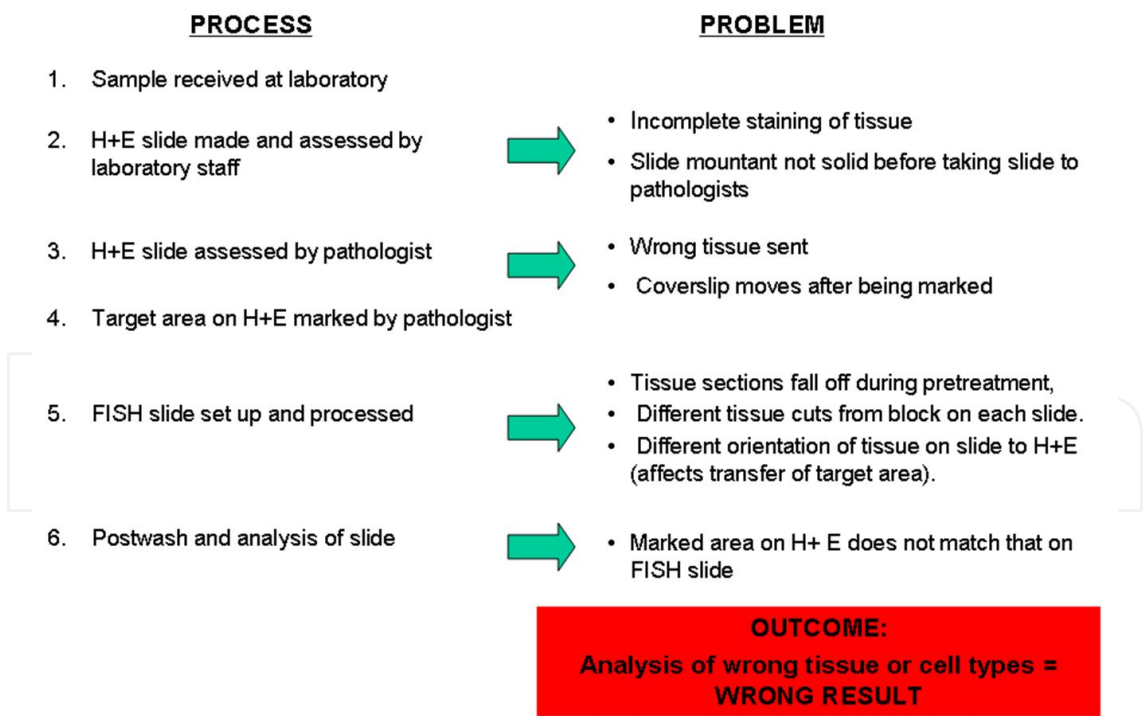 PROCESS
PROBLEM
1. Sample received at laboratory
2. H+E slide made and assessed by
laboratory staff
• Incomplete staining of tissue
• Slide mountant not solid before taking slide to
pathologists
3. H+E slide assessed by pathologist
• Wrong tissue sent
• Coverslip moves after being marked
4. Target area on H+E marked by pathologist
5. FISH slide set up and processed
• Tissue sections fall off during pretreatment,
• Different tissue cuts from block on each slide.
• Different orientation of tissue on slide to H+E
(affects transfer of target area).
6. Postwash and analysis of slide
• Marked area on H+ E does not match that on
FISH slide
OUTCOME:
Analysis of wrong tissue or cell types =
WRONG RESULT